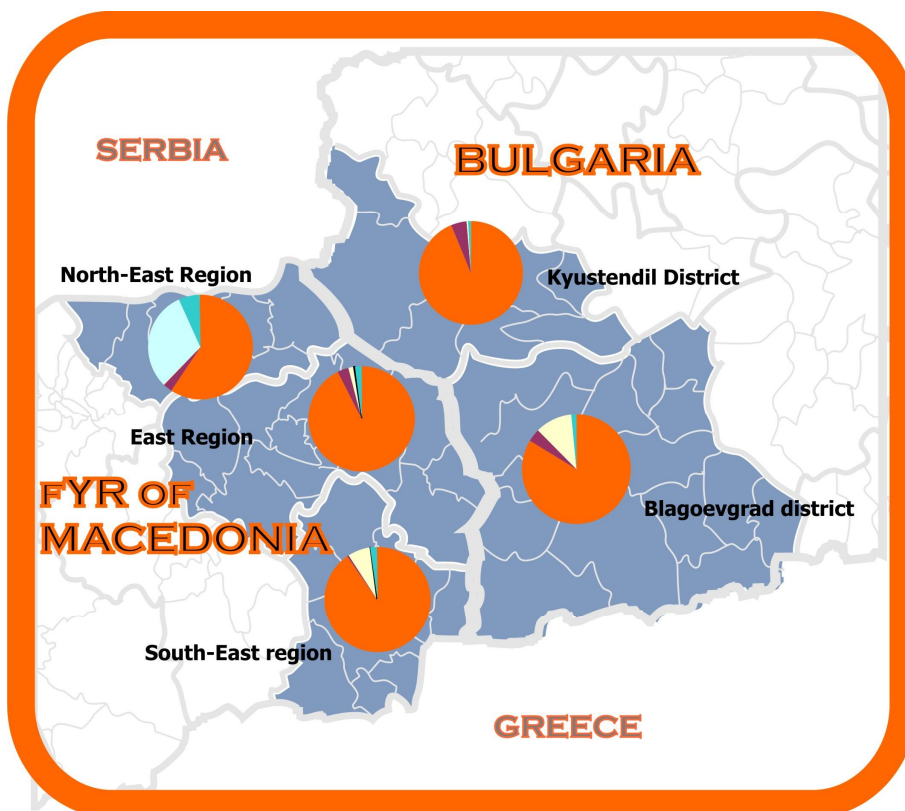 SERBIA
BULGARIA
North-East Region
Kyustendil District
East Region
FYR OF
MACEDONIA
Blagoevgrad district
South-East region
GREECE